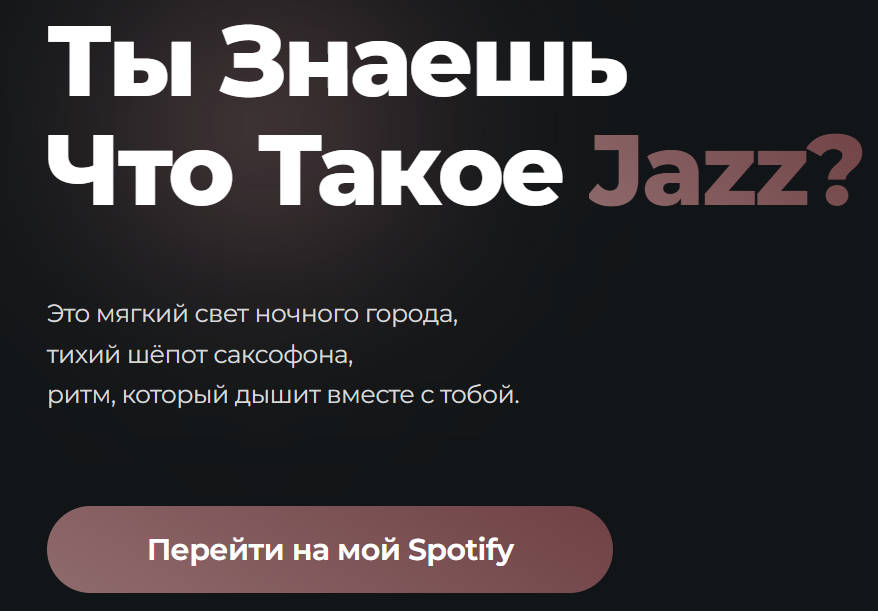 Ты Знаешь
Что Такое Jazz?
Это мягкий свет ночного города,
тихий шёпот саксофона,
ритм, который дышит вместе с тобой.
Перейти на мой Spotify